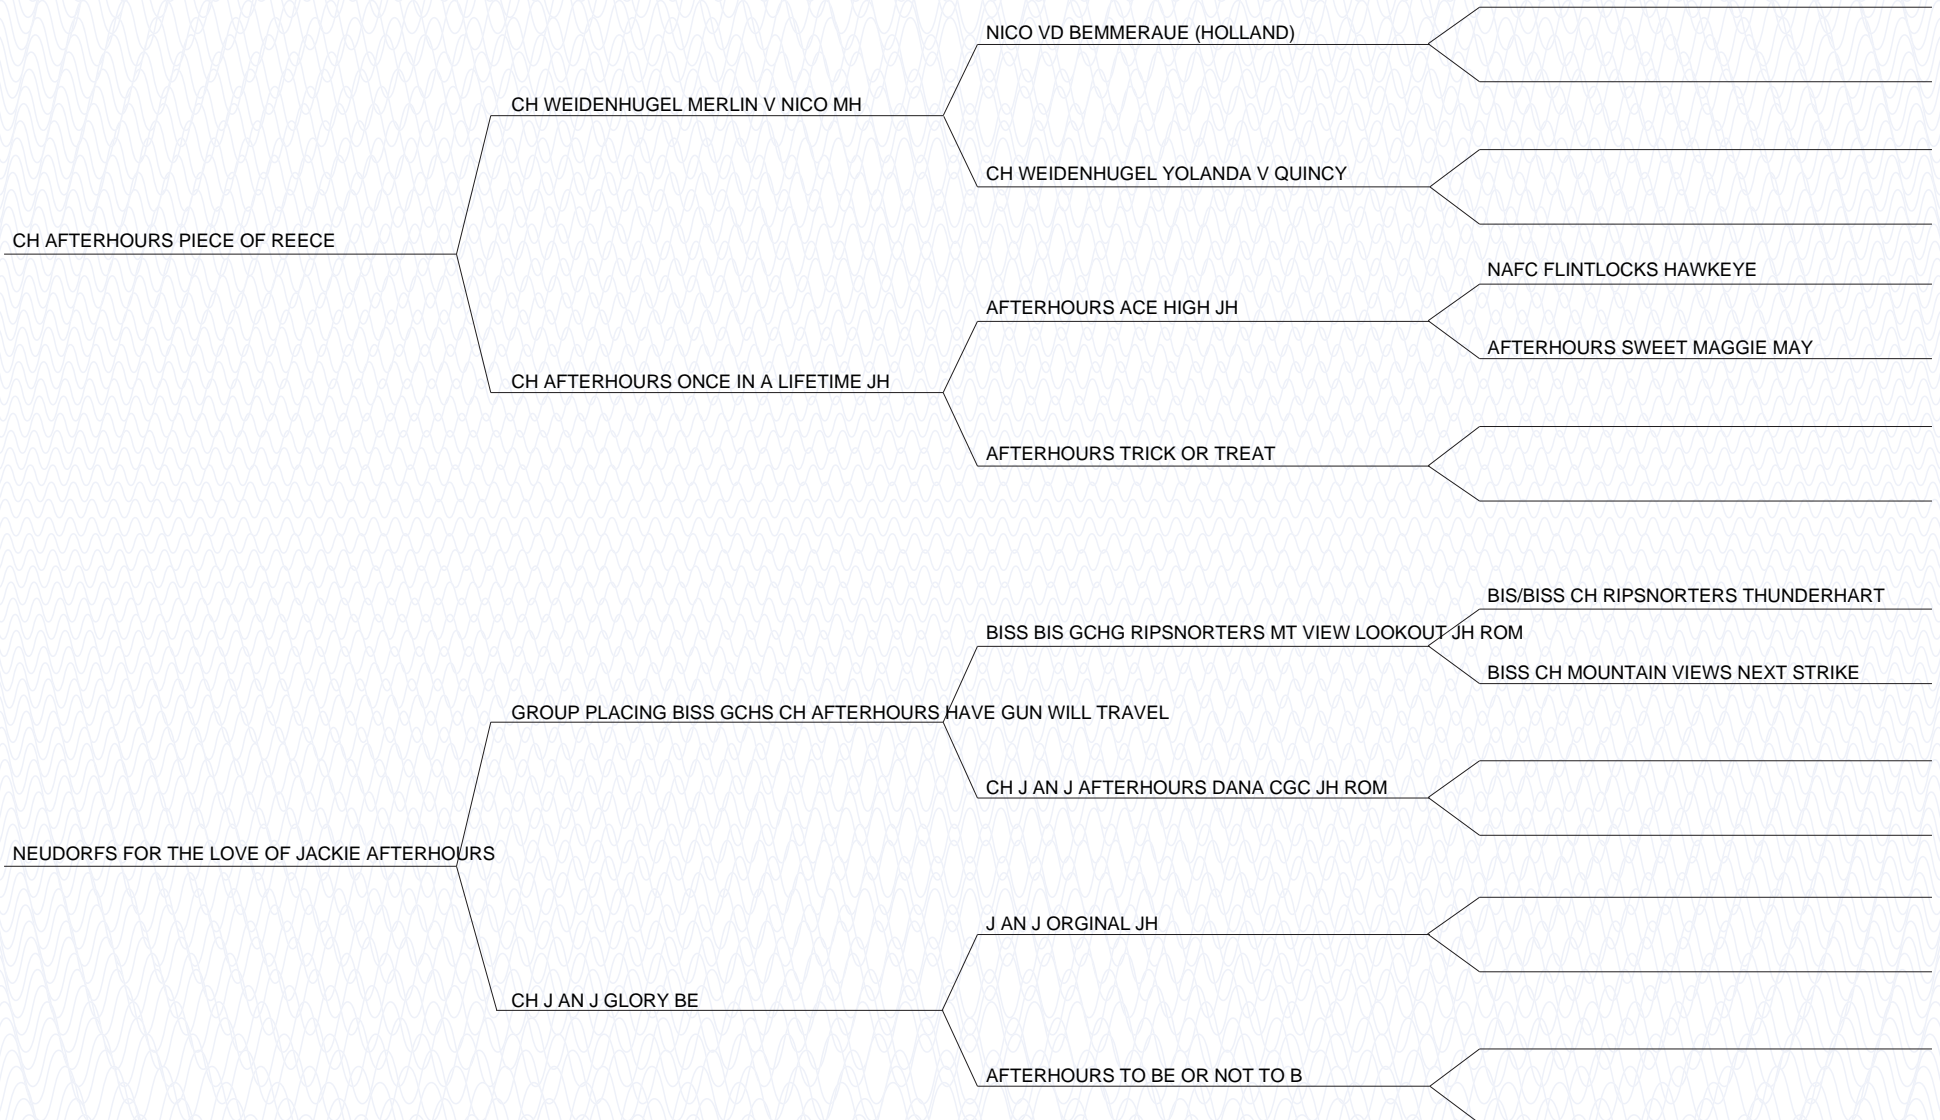 NICO VD BEMMERAUE (HOLLAND)
CH WEIDENHUGEL MERLIN V NICO MH
CH WEIDENHUGEL YOLANDA V QUINCY
CH AFTERHOURS PIECE OF REECE
NAFC FLINTLOCKS HAWKEYE
AFTERHOURS ACE HIGH JH
AFTERHOURS SWEET MAGGIE MAY
CH AFTERHOURS ONCE IN A LIFETIME JH
AFTERHOURS TRICK OR TREAT
BIS/BISS CH RIPSNORTERS THUNDERHART
BISS BIS GCHG RIPSNORTERS MT VIEW LOOKOUT JH ROM
BISS CH MOUNTAIN VIEWS NEXT STRIKE
GROUP PLACING BISS GCHS CH AFTERHOURS HAVE GUN WILL TRAVEL
CH J AN J AFTERHOURS DANA CGC JH ROM
NEUDORFS FOR THE LOVE OF JACKIE AFTERHOURS
J AN J ORGINAL JH
CH J AN J GLORY BE
AFTERHOURS TO BE OR NOT TO B